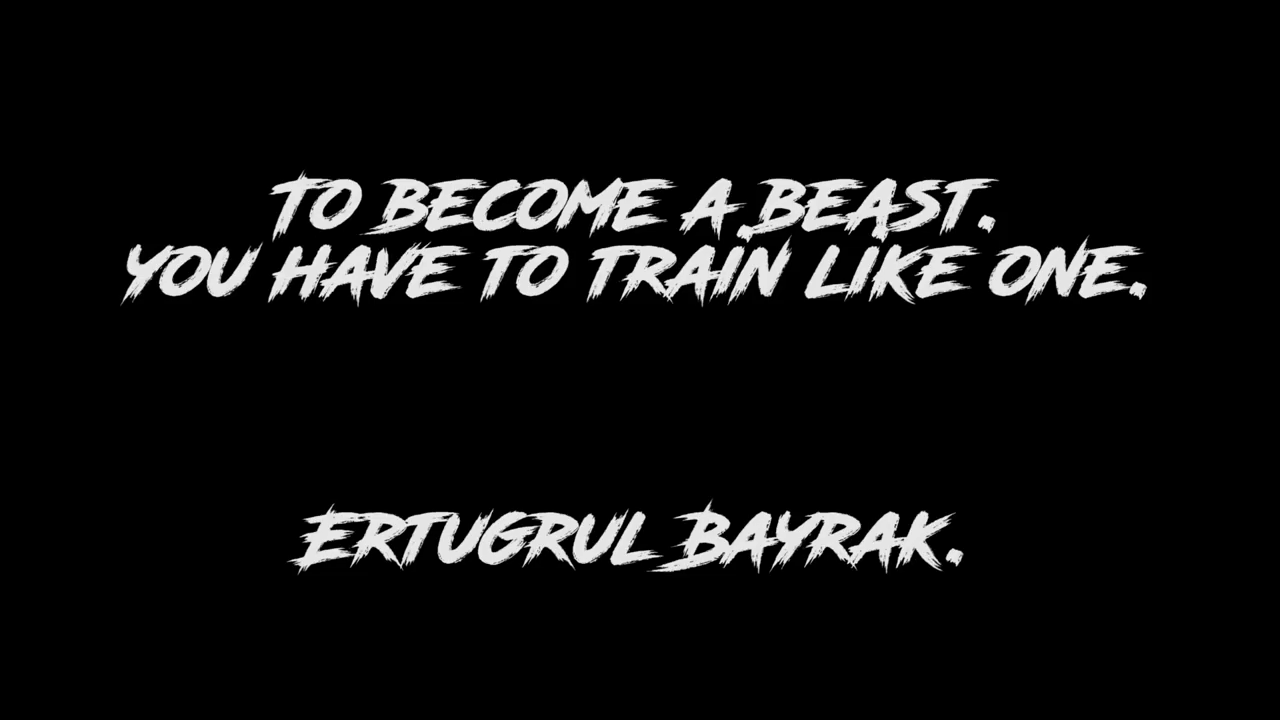 TO BECOME A BEAST.
YOU HAVE TO TRAIN LIKE ONE.
ERTUGRUL BAYRAK.